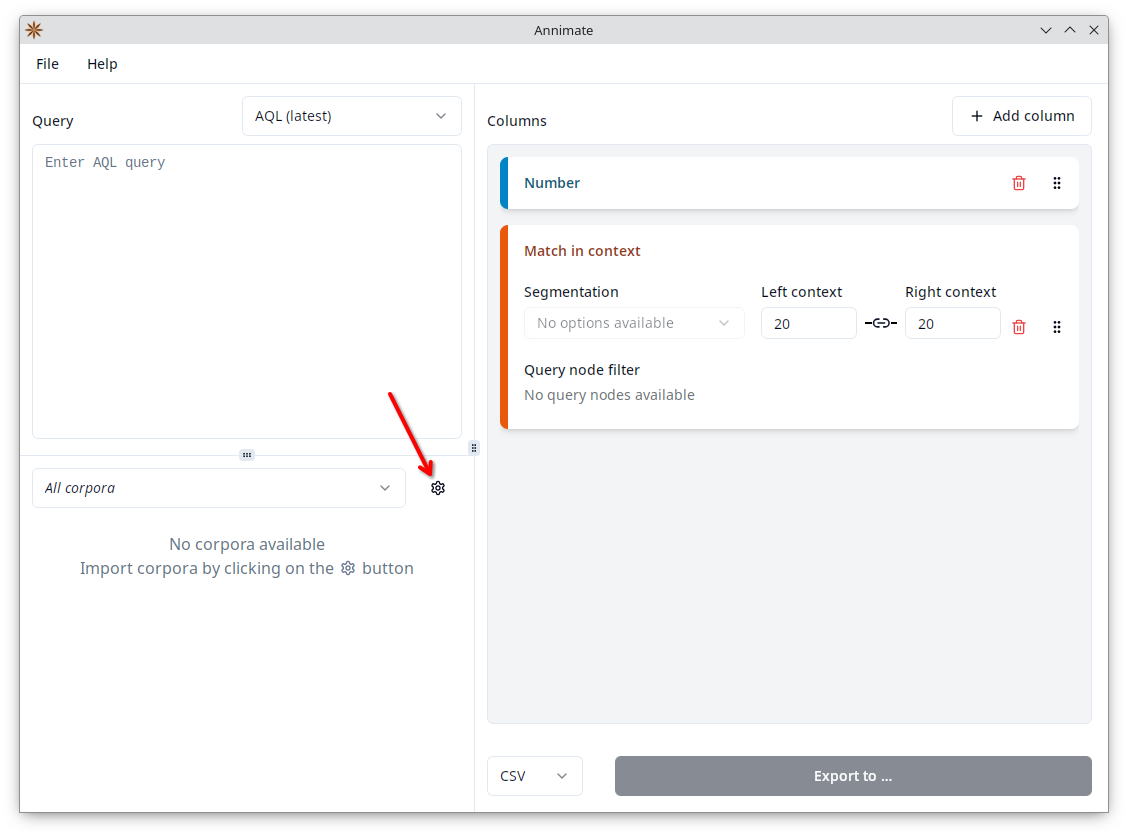 Annimate
File Help
Query
AQL (latest)
Enter AQL query
All corpora
No corpora available
Import corpora by clicking on the button
Columns
Add column
Number
Match in context
Segmentation Left context Right context
No options available 20 20
Query node filter
No query nodes available
CSV
Export to ...